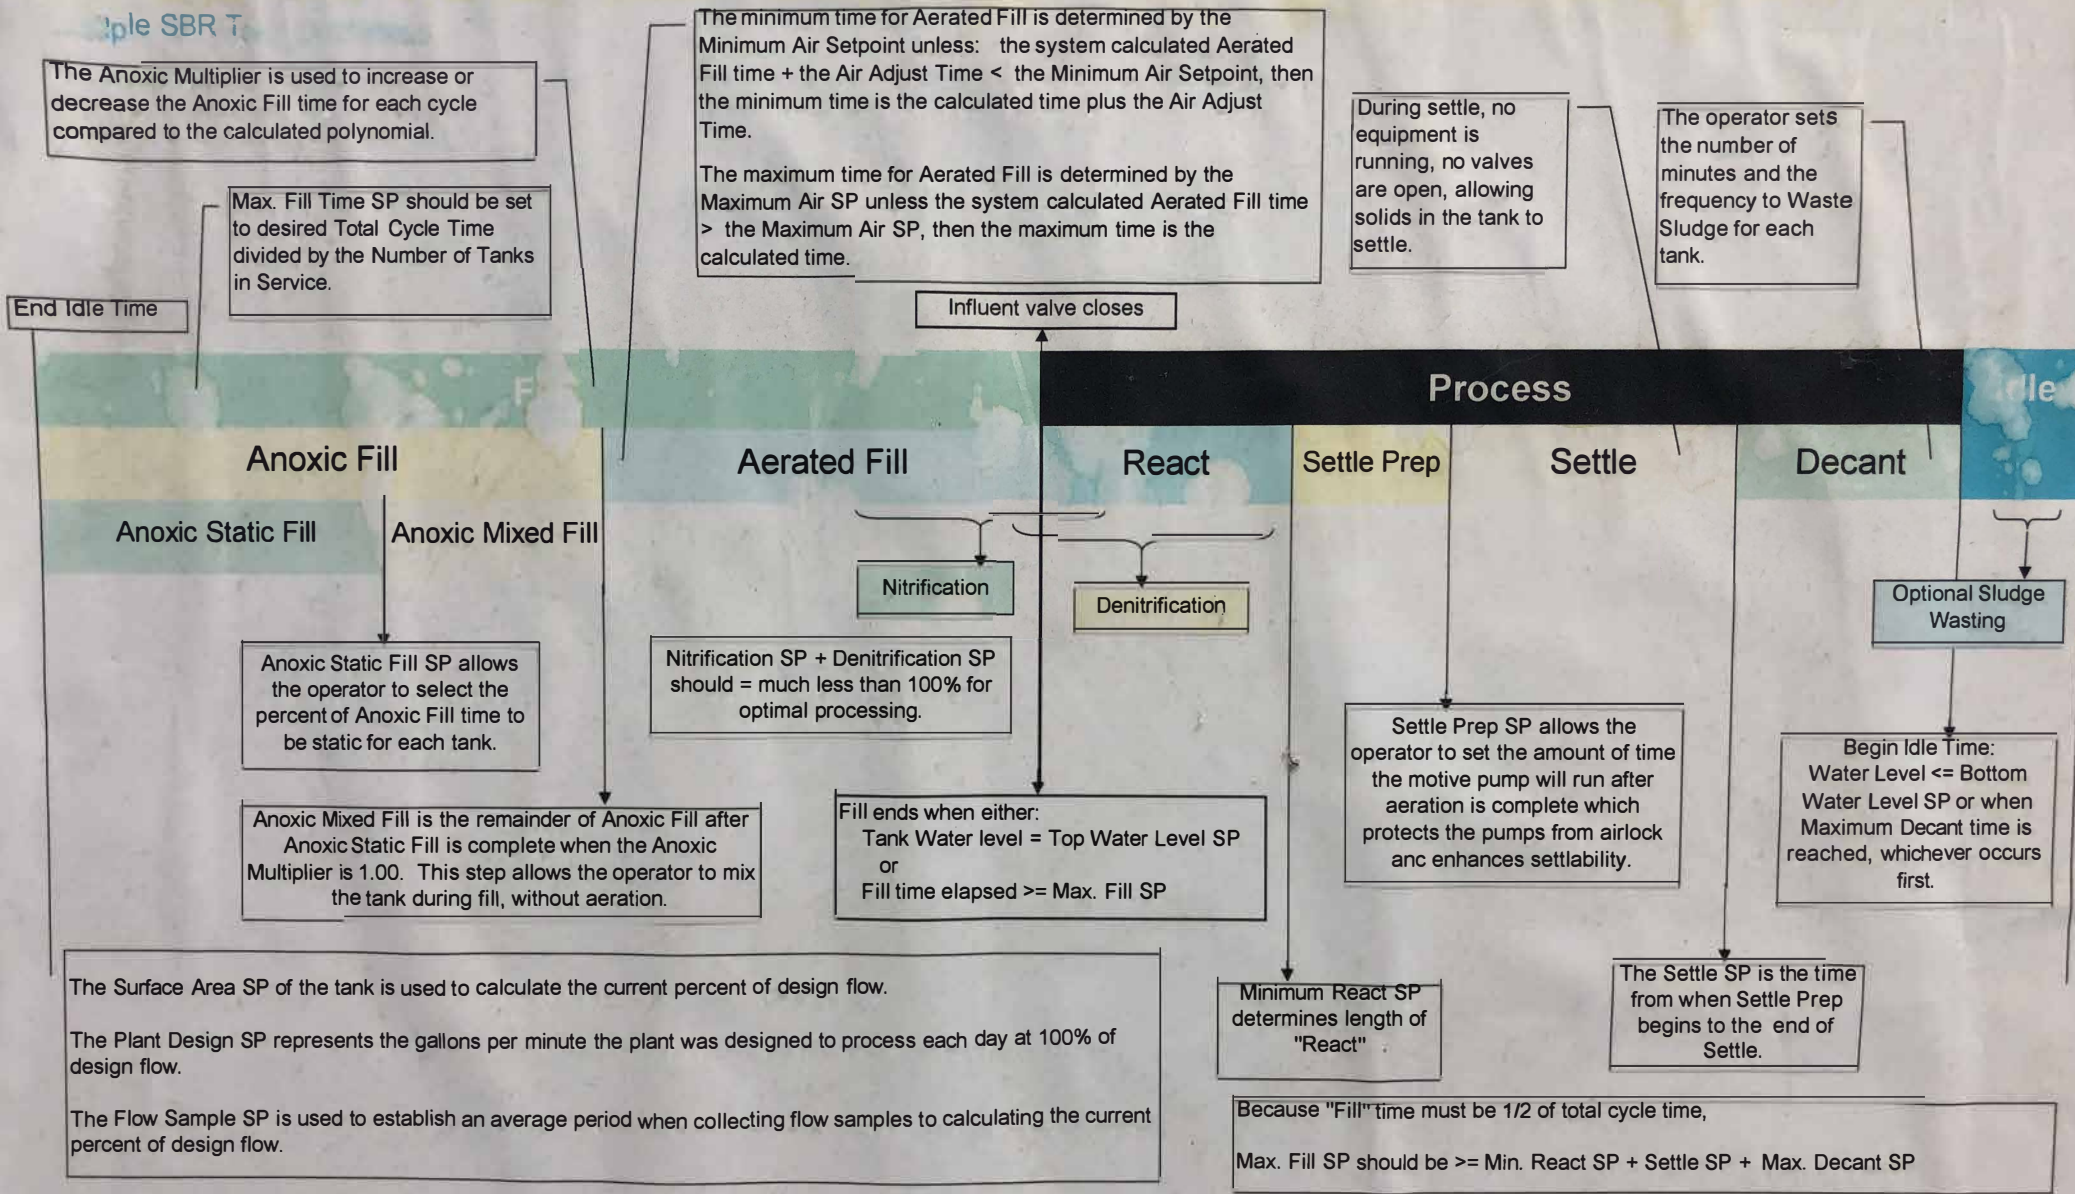 ple SBR T
The Anoxic Multiplier is used to increase or
decrease the Anoxic Fill time for each cycle
compared to the calculated polynomial.
The minimum time for Aerated Fill is determined by the
Minimum Air Setpoint unless: the system calculated Aerated
Fill time + the Air Adjust Time < the Minimum Air Setpoint, then
the minimum time is the calculated time plus the Air Adjust
Time.
The maximum time for Aerated Fill is determined by the
Maximum Air SP unless the system calculated Aerated Fill time
> the Maximum Air SP, then the maximum time is the
calculated time.
During settle, no
equipment is
running, no valves
are open, allowing
solids in the tank to
settle.
The operator sets
the number of
minutes and the
frequency to Waste
Sludge for each
tank.
Max. Fill Time SP should be set
to desired Total Cycle Time
divided by the Number of Tanks
in Service.
End Idle Time
Influent valve closes
F
Process
Idle
Anoxic Fill
Aerated Fill
React
Settle Prep
Settle
Decant
Anoxic Static Fill
Anoxic Mixed Fill
Nitrification
Denitrification
Optional Sludge
Wasting
Anoxic Static Fill SP allows
the operator to select the
percent of Anoxic Fill time to
be static for each tank.
Nitrification SP + Denitrification SP
should = much less than 100% for
optimal processing.
Settle Prep SP allows the
operator to set the amount of time
the motive pump will run after
aeration is complete which
protects the pumps from airlock
anc enhances settlability.
Begin Idle Time:
Water Level <= Bottom
Water Level SP or when
Maximum Decant time is
reached, whichever occurs
first.
Anoxic Mixed Fill is the remainder of Anoxic Fill after
Anoxic Static Fill is complete when the Anoxic
Multiplier is 1.00. This step allows the operator to mix
the tank during fill, without aeration.
Fill ends when either:
Tank Water level = Top Water Level SP
or
Fill time elapsed >= Max. Fill SP
The Surface Area SP of the tank is used to calculate the current percent of design flow.
The Plant Design SP represents the gallons per minute the plant was designed to process each day at 100% of
design flow.
The Flow Sample SP is used to establish an average period when collecting flow samples to calculating the current
percent of design flow.
Minimum React SP
determines length of
"React"
The Settle SP is the time
from when Settle Prep
begins to the end of
Settle.
Because "Fill" time must be 1/2 of total cycle time,
Max. Fill SP should be >= Min. React SP + Settle SP + Max. Decant SP